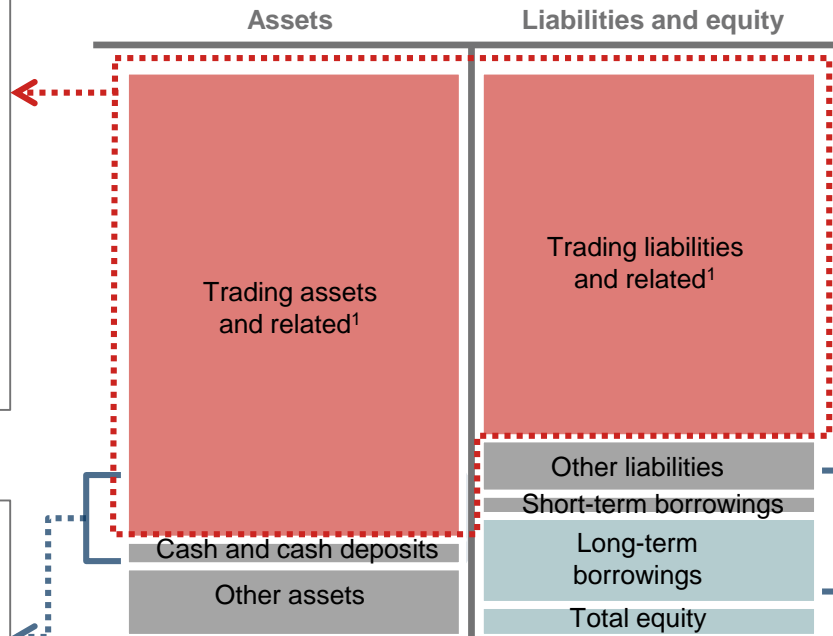 Assets
Liabilities and equity
Trading assets
and related¹
Trading liabilities
and related¹
Other liabilities
Short-term borrowings
Cash and cash deposits
Long-term
borrowings
Other assets
Total equity